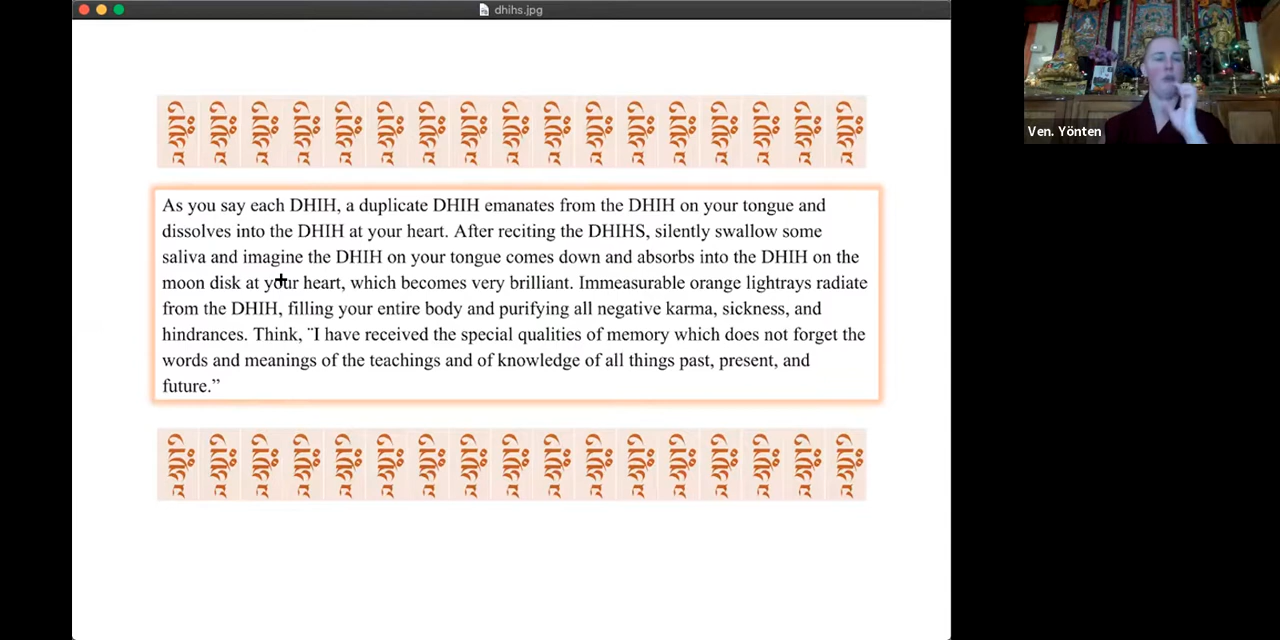 dhihs.jpg
As you say each DHIH, a duplicate DHIH emanates from the DHIH on your tongue and
dissolves into the DHIH at your heart. After reciting the DHIHS, silently swallow some
saliva and imagine the DHIH on your tongue comes down and absorbs into the DHIH on the
moon disk at your heart, which becomes very brilliant. Immeasurable orange lightrays radiate
from the DHIH, filling your entire body and purifying all negative karma, sickness, and
hindrances. Think, ¨I have received the special qualities of memory which does not forget the
words and meanings of the teachings and of knowledge of all things past, present, and
future.”
Ven. Yönten